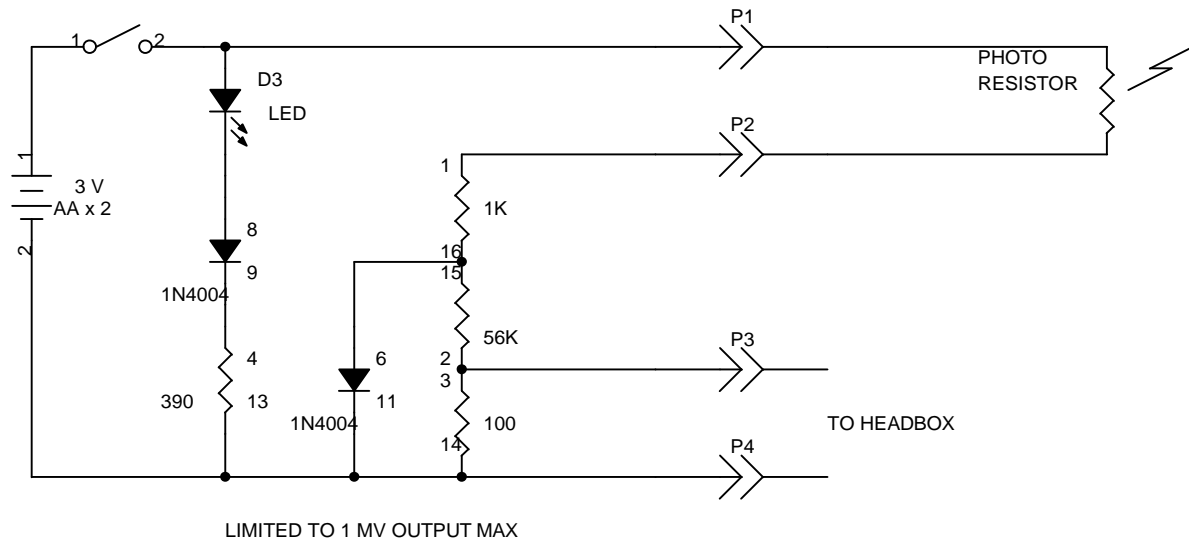 P1
1 2
PHOTO
RESISTOR
D3
LED
P2
1
1
3 V
AA x 2
1K
2
8
16
9
15
1N4004
56K
P3
4
6
2
3
390
13
11
1N4004
100
TO HEADBOX
14
P4
LIMITED TO 1 MV OUTPUT MAX